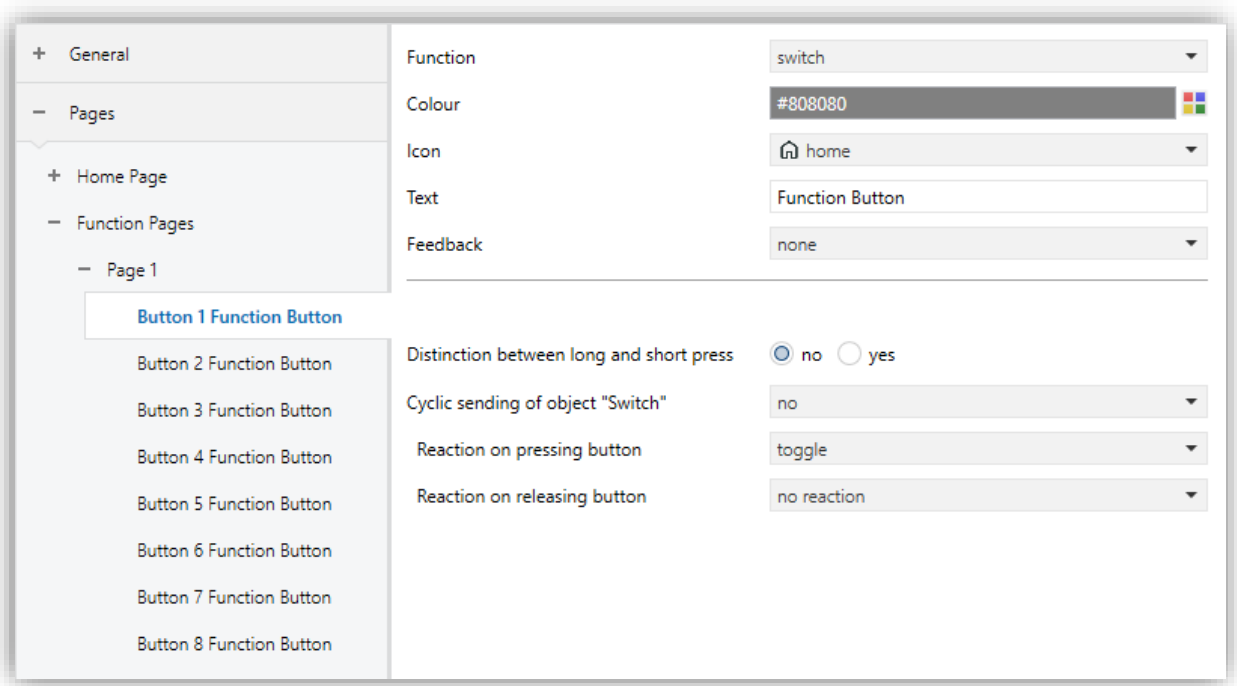 + General
− Pages
+ Home Page
− Function Pages
− Page 1
Button 1 Function Button
Button 2 Function Button
Button 3 Function Button
Button 4 Function Button
Button 5 Function Button
Button 6 Function Button
Button 7 Function Button
Button 8 Function Button
Function switch
Colour #808080
Icon home
Text Function Button
Feedback none
Distinction between long and short press no yes
Cyclic sending of object "Switch" no
Reaction on pressing button toggle
Reaction on releasing button no reaction